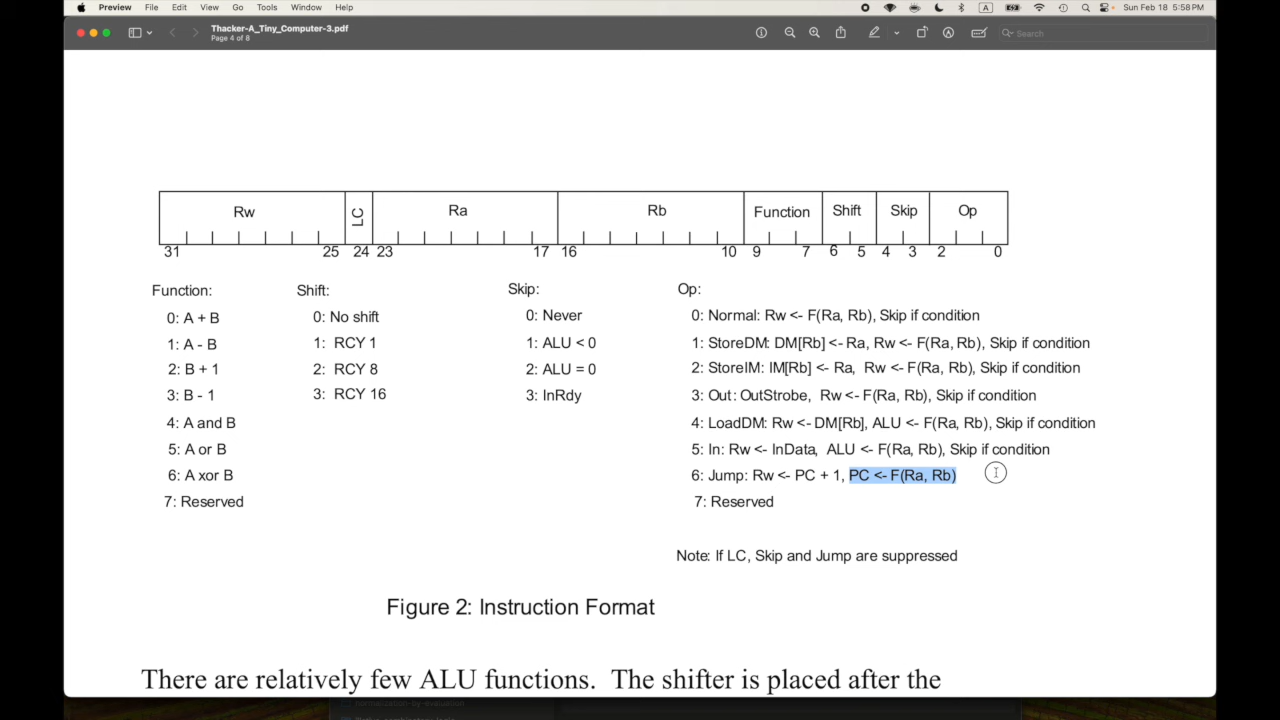 Preview File Edit View Go Tools Window Help A Sun Feb 18 5:58 PM
Thacker-A_Tiny_Computer-3.pdf
Page 4 of 8
Search
Rw LC Ra Rb Function Shift Skip Op
31 25 24 23 17 16 10 9 7 6 5 4 3 2 0
Function:
0: A + B
1: A - B
2: B + 1
3: B - 1
4: A and B
5: A or B
6: A xor B
7: Reserved
Shift:
0: No shift
1: RCY 1
2: RCY 8
3: RCY 16
Skip:
0: Never
1: ALU < 0
2: ALU = 0
3: InRdy
Op:
0: Normal: Rw <- F(Ra, Rb), Skip if condition
1: StoreDM: DM[Rb] <- Ra, Rw <- F(Ra, Rb), Skip if condition
2: StoreIM: IM[Rb] <- Ra, Rw <- F(Ra, Rb), Skip if condition
3: Out: OutStrobe, Rw <- F(Ra, Rb), Skip if condition
4: LoadDM: Rw <- DM[Rb], ALU <- F(Ra, Rb), Skip if condition
5: In: Rw <- InData, ALU <- F(Ra, Rb), Skip if condition
6: Jump: Rw <- PC + 1, PC <- F(Ra, Rb)
7: Reserved
Note: If LC, Skip and Jump are suppressed
Figure 2: Instruction Format
There are relatively few ALU functions. The shifter is placed after the